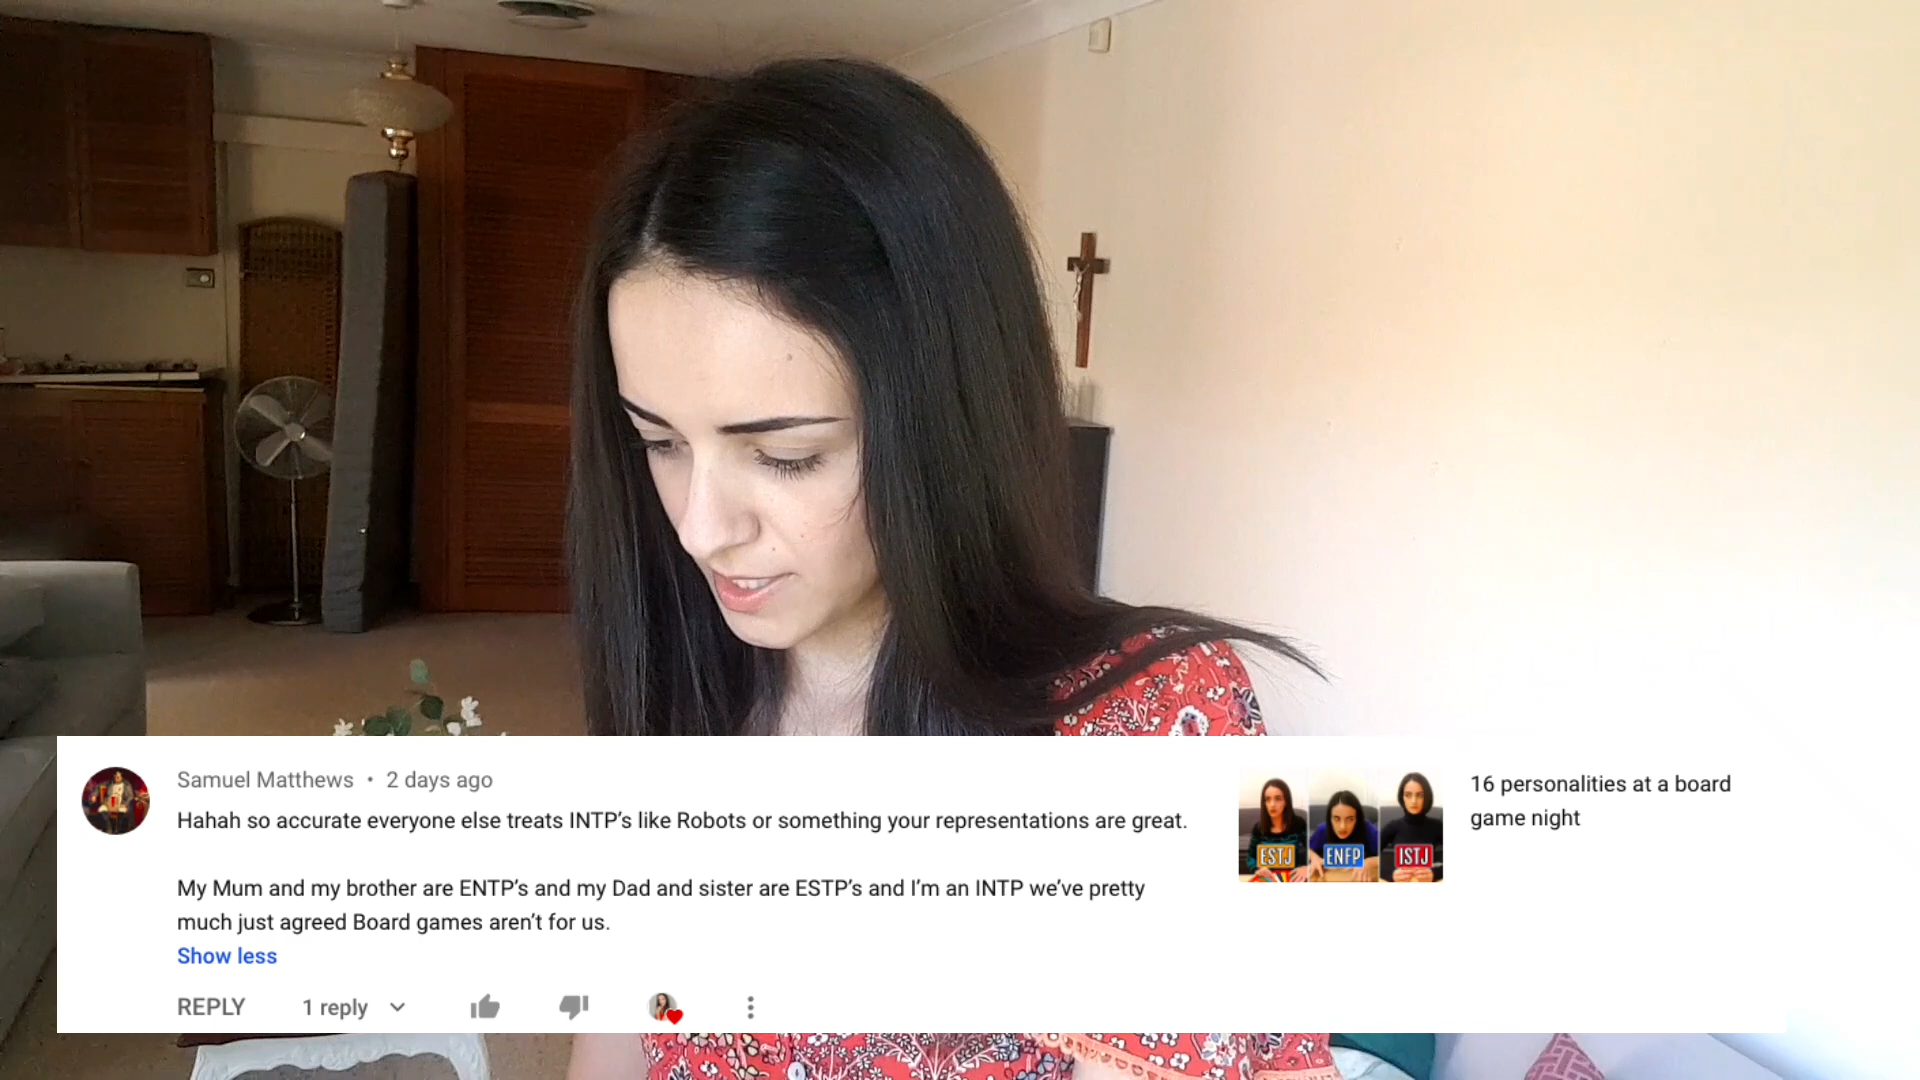 Samuel Matthews • 2 days ago
Hahah so accurate everyone else treats INTP's like Robots or something your representations are great.
My Mum and my brother are ENTP's and my Dad and sister are ESTP's and I'm an INTP we've pretty
much just agreed Board games aren't for us.
Show less
REPLY 1 reply
ESTJ ENFP ISTJ
16 personalities at a board
game night